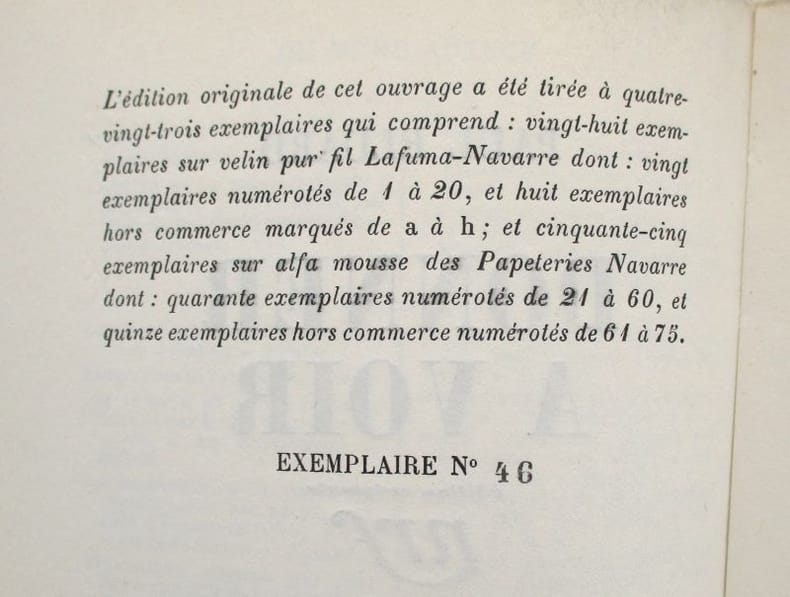 L'édition originale de cet ouvrage a été tirée à quatre-
vingt-trois exemplaires qui comprend : vingt-huit exem-
plaires sur velin pur fil Lafuma-Navarre dont : vingt
exemplaires numérotés de 1 à 20, et huit exemplaires
hors commerce marqués de a à h ; et cinquante-cinq
exemplaires sur alfa mousse des Papeteries Navarre
dont : quarante exemplaires numérotés de 21 à 60, et
quinze exemplaires hors commerce numérotés de 61 à 75.
A VOIR
EXEMPLAIRE Nº 46
nrf